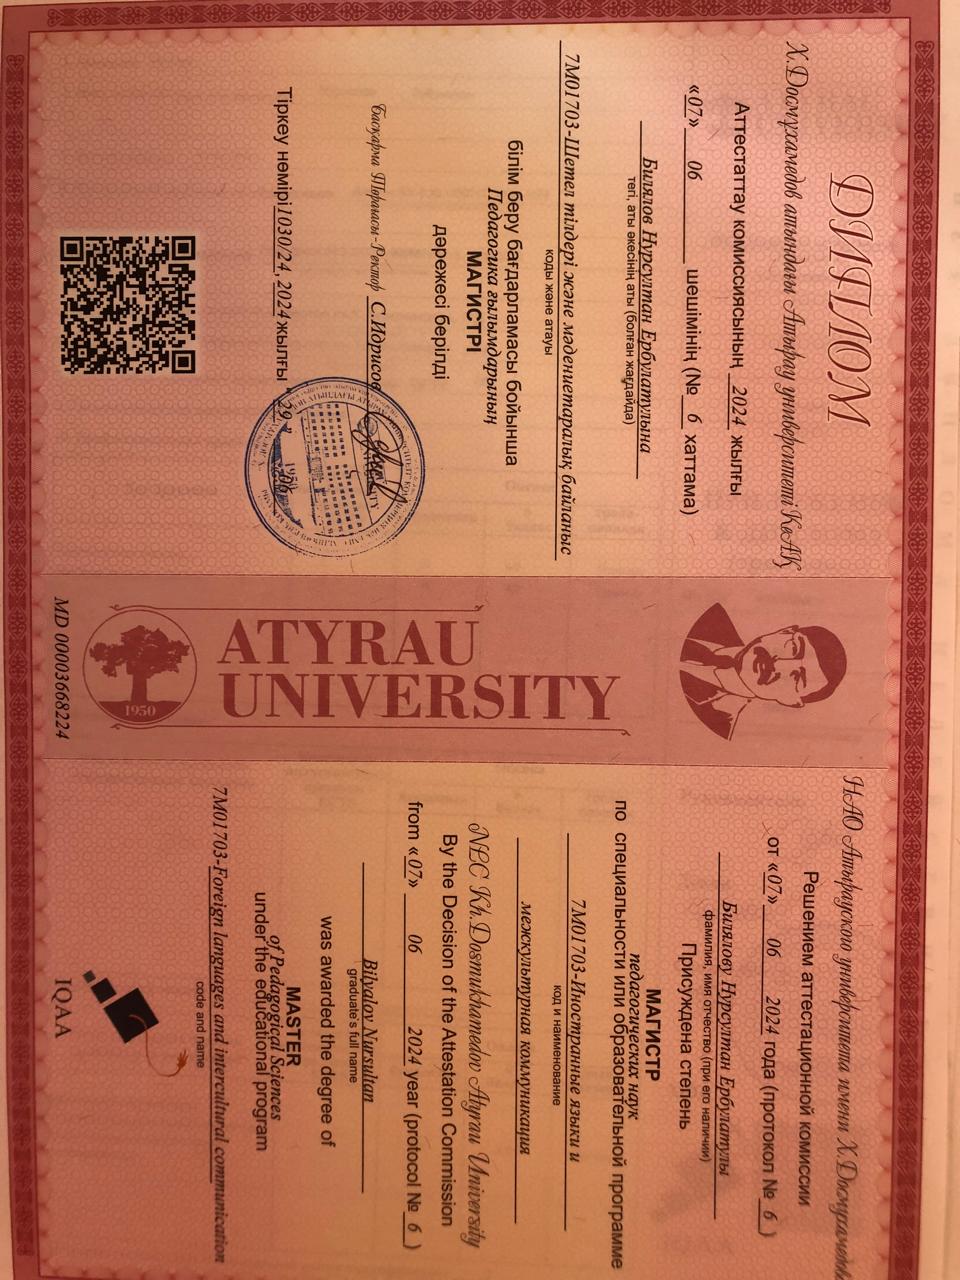 ДИПЛОМ
Х.Досмұхамедов атындағы Атырау университеті КеАҚ
Аттестаттау комиссиясының 2024 жылғы
«07» 06 шешімінің (№ 6 хаттама)
Билялов Нурсултан Ербулатулына
тегі, аты әкесінің аты (болған жағдайда)
7М01703-Шетел тілдері және мәдениетаралық байланыс
коды және атауы
білім беру бағдарламасы бойынша
Педагогика ғылымдарының
МАГИСТРІ
дәрежесі берілді
Басқарма Төрағасы-Ректор С.Идрисов
Тіркеу нөмірі 1030/24, 2024 жылғы
1950
ATYRAU
UNIVERSITY
1950
MD 00003668224
НАО Атырауского университета имени Х.Досмухамедова
Решением аттестационной комиссии
от «07» 06 2024 года (протокол № 6 )
Билялову Нурсултан Ербулатулы
фамилия, имя отчество (при его наличии)
Присуждена степень
МАГИСТР
педагогических наук
по специальности или образовательной программе
7М01703-Иностранные языки и
код и наименование
межкультурная коммуникация
NLC Kh.Dosmukhamedov Atyrau University
By the Decision of the Attestation Commission
from «07» 06 2024 year (protocol № 6 )
Bilyalov Nursultan
graduate's full name
was awarded the degree of
MASTER
of Pedagogical Sciences
under the educational program
7M01703-Foreign languages and intercultural communication
code and name
IQAA